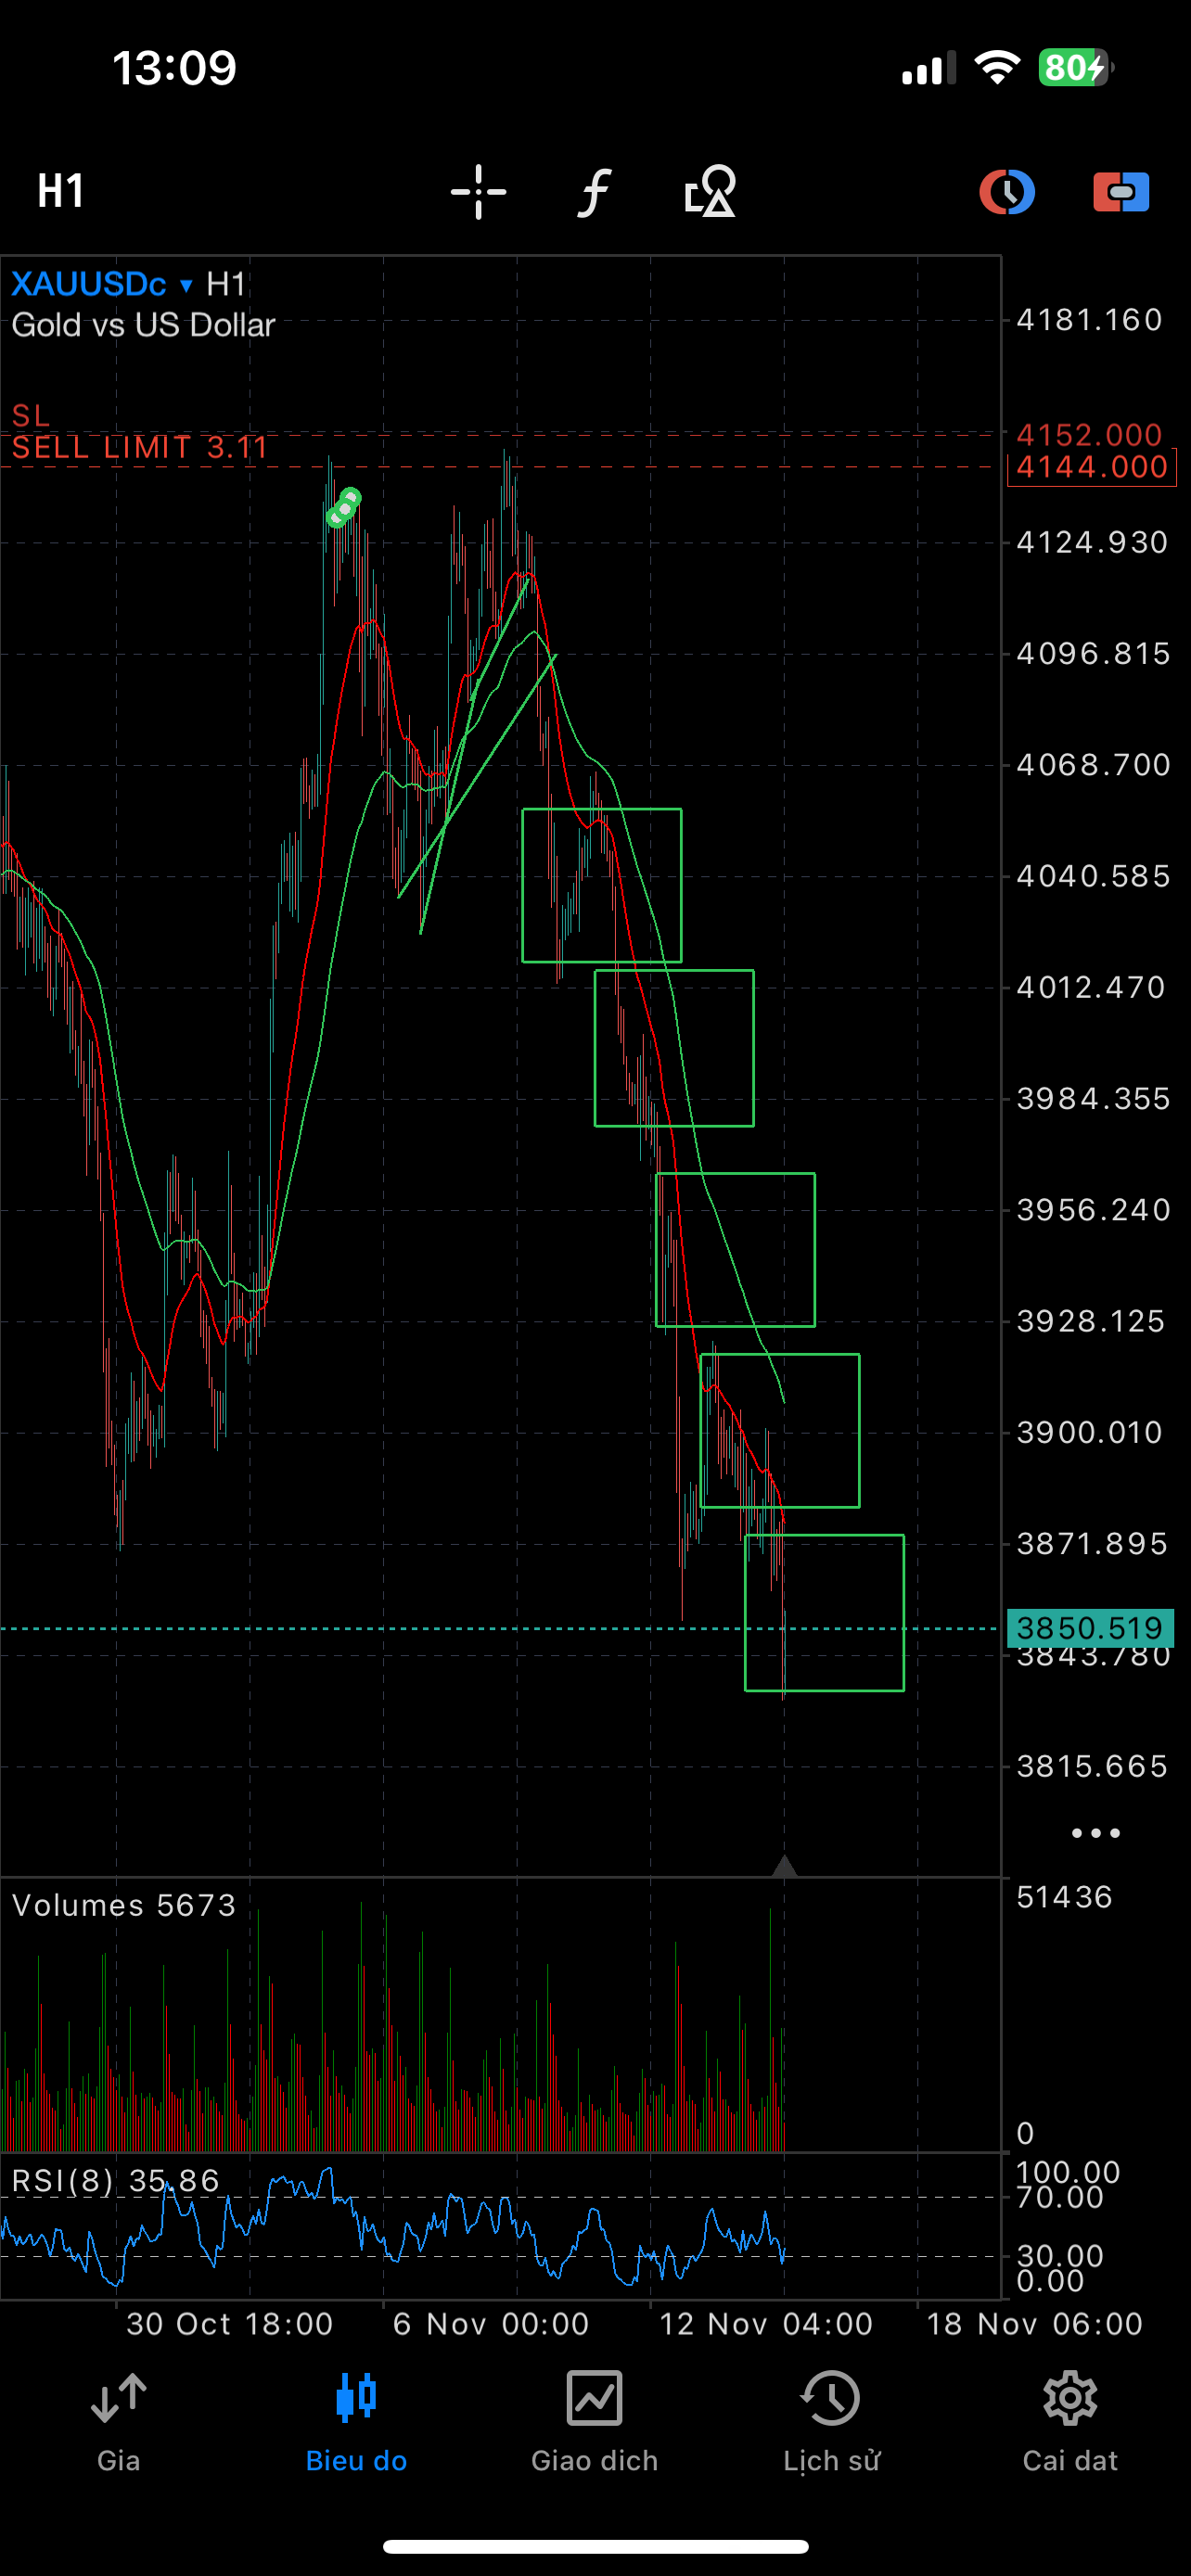 13:09
80
H1
XAUUSDc ▾ H1
Gold vs US Dollar
4181.160
SL
4152.000
SELL LIMIT 3.11
4144.000
4124.930
4096.815
4068.700
4040.585
4012.470
3984.355
3956.240
3928.125
3900.010
3871.895
3850.519
3843.780
3815.665
Volumes 5673
51436
0
RSI(8) 35.86
100.00
70.00
30.00
0.00
30 Oct 18:00
6 Nov 00:00
12 Nov 04:00
18 Nov 06:00
Gia
Bieu do
Giao dich
Lịch sử
Cai dat